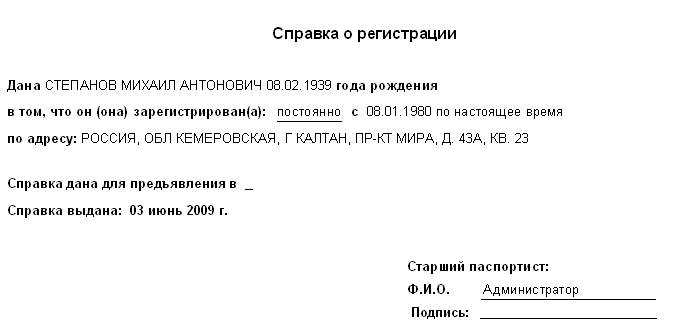 Справка о регистрации
Дана СТЕПАНОВ МИХАИЛ АНТОНОВИЧ 08.02.1939 года рождения
в том, что он (она) зарегистрирован(а): постоянно с 08.01.1980 по настоящее время
по адресу: РОССИЯ, ОБЛ КЕМЕРОВСКАЯ, Г КАЛТАН, ПР-КТ МИРА, Д. 43А, КВ. 23
Справка дана для предьявления в _
Справка выдана: 03 июнь 2009 г.
Старший паспортист:
Ф.И.О. Администратор
Подпись: